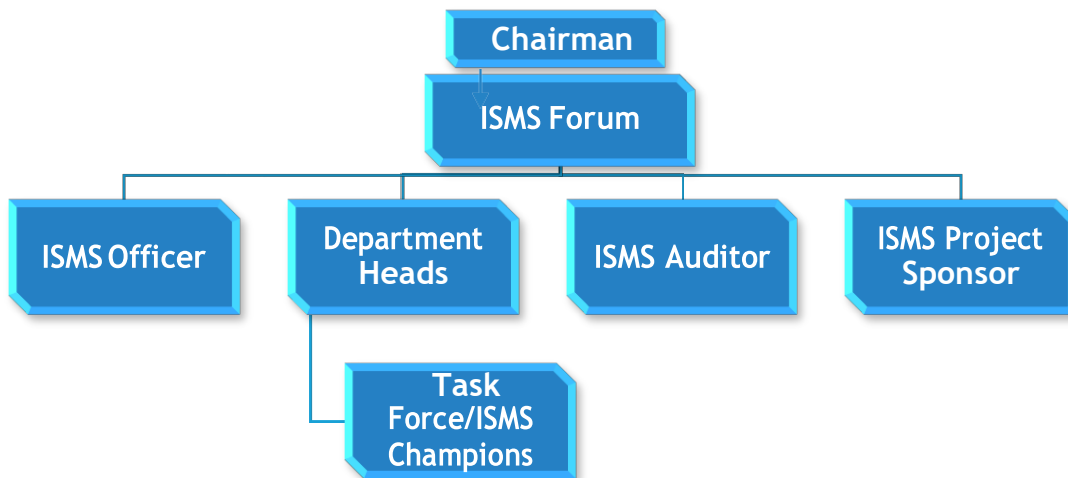 Chairman
ISMS Forum
ISMS Officer
Department
Heads
ISMS Auditor
ISMS Project
Sponsor
Task
Force/ISMS
Champions